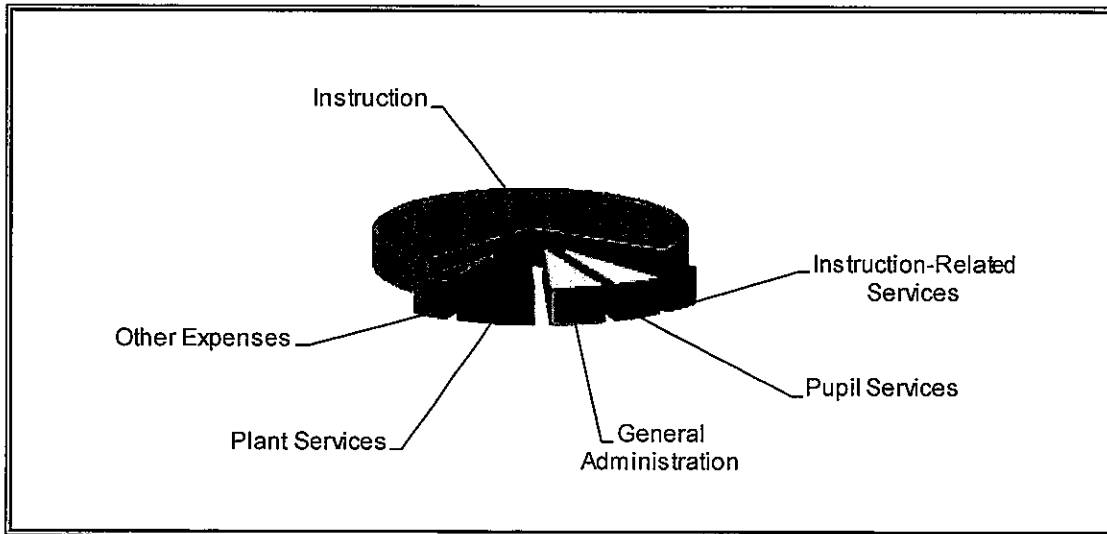 Instruction
Instruction-Related
Services
Other Expenses
Pupil Services
Plant Services
General
Administration